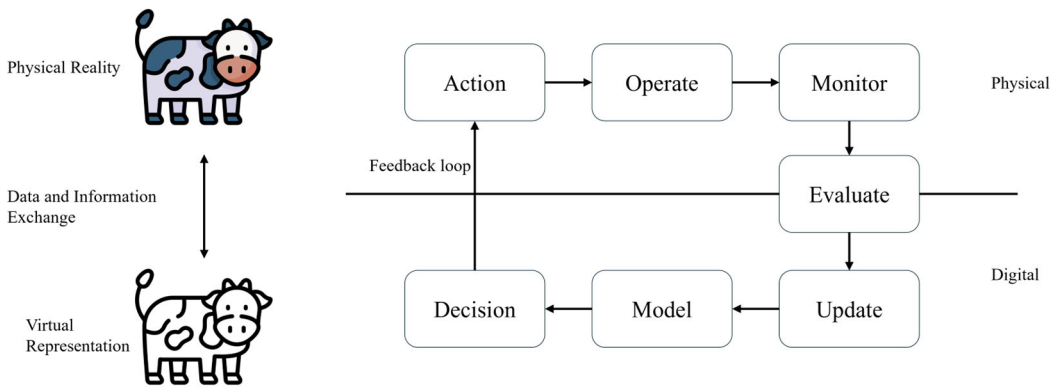 Physical Reality
Data and Information
Exchange
Virtual
Representation
Action
Operate
Monitor
Physical
Feedback loop
Evaluate
Digital
Decision
Model
Update